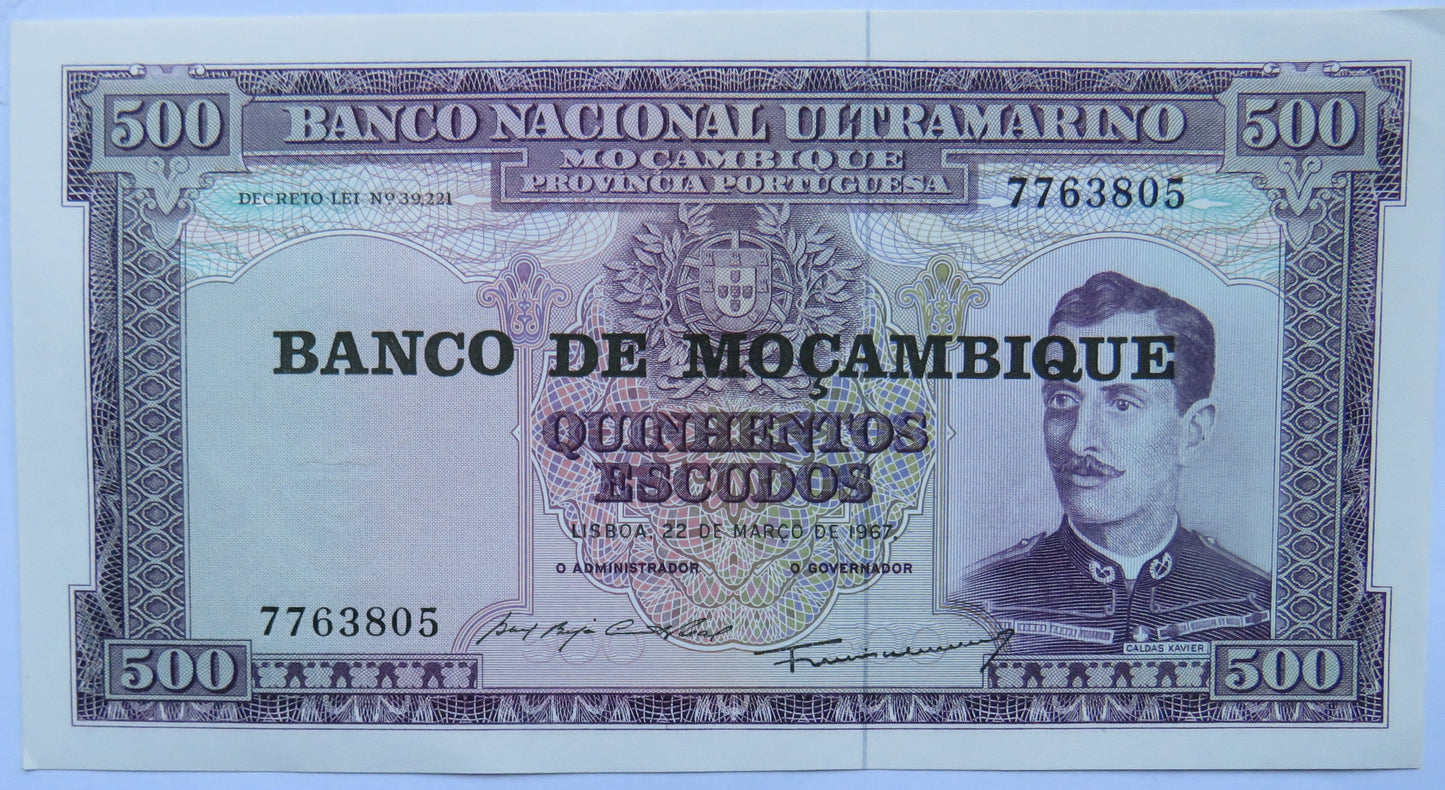 500 BANCO NACIONAL ULTRAMARINO 500
MOÇAMBIQUE
PROVINCIA PORTUGUESA
DECRETO LEI Nº 39,221
7763805
BANCO DE MOÇAMBIQUE
QUINHENTOS
ESCUDOS
LISBOA, 22 DE MARÇO DE 1967.
O ADMINISTRADOR O GOVERNADOR
7763805
CALDAS XAVIER
500 500